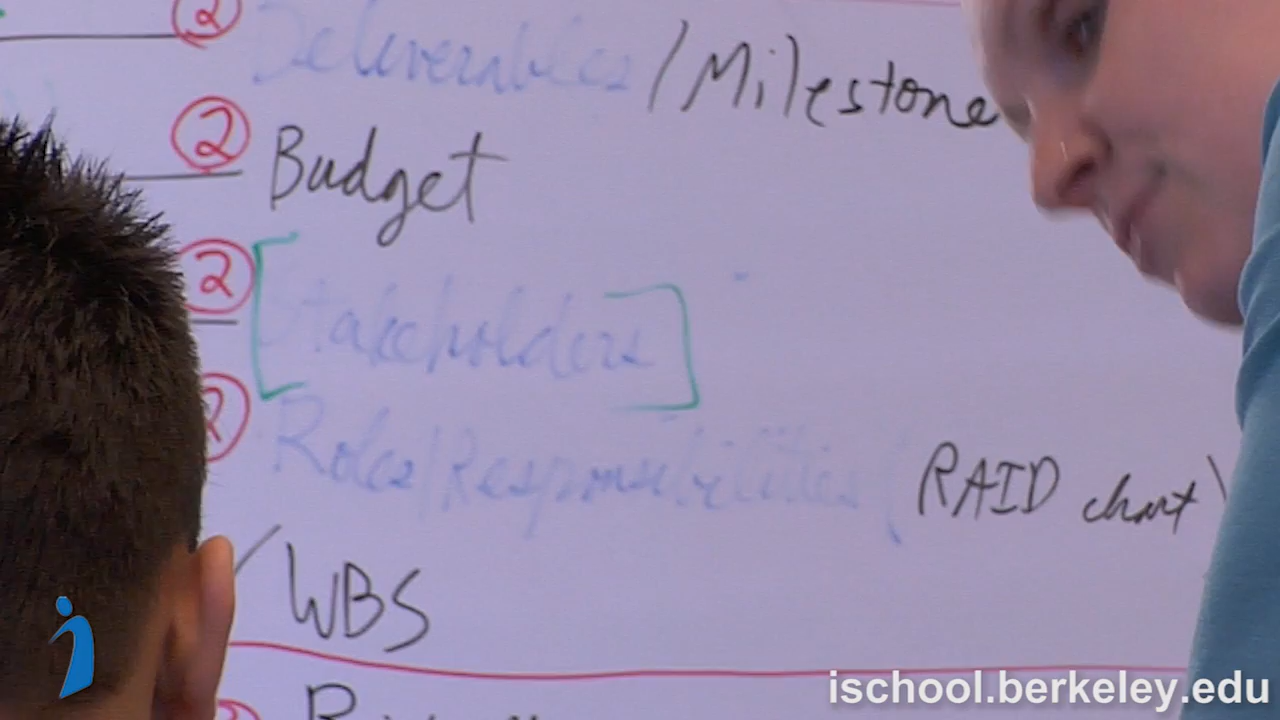 ② Deliverables / Milestone
② Budget
② [Stakeholders]
② Roles/Responsibilities (RAID chart)
/ WBS
ischool.berkeley.edu